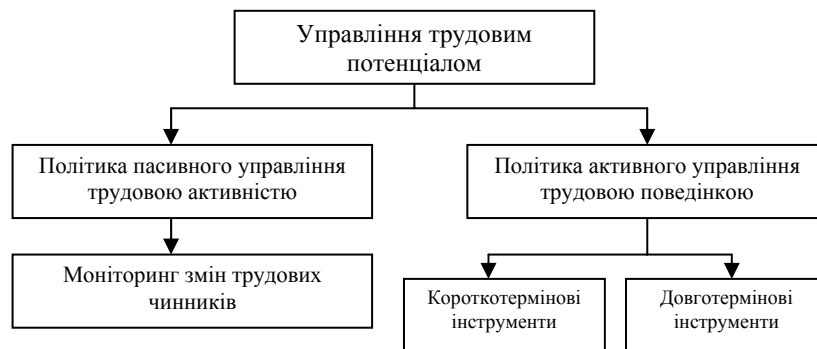 Управління трудовим
потенціалом
Політика пасивного управління
трудовою активністю
Політика активного управління
трудовою поведінкою
Моніторинг змін трудових
чинників
Короткотермінові
інструменти
Довготермінові
інструменти